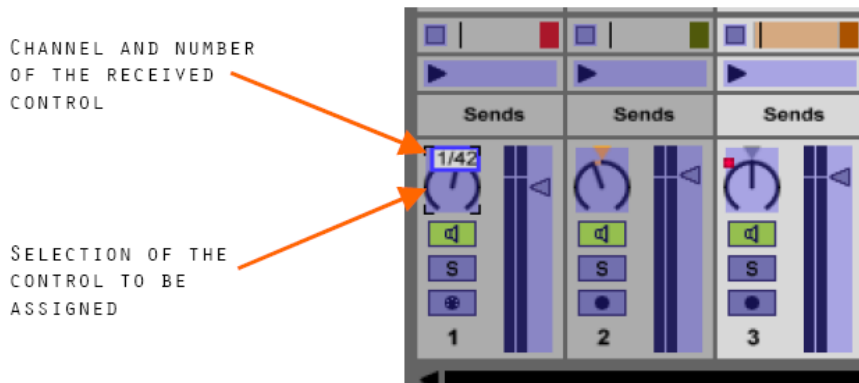 CHANNEL AND NUMBER
OF THE RECEIVED
CONTROL
SELECTION OF THE
CONTROL TO BE
ASSIGNED
Sends Sends Sends
1/42
S S S
1 2 3